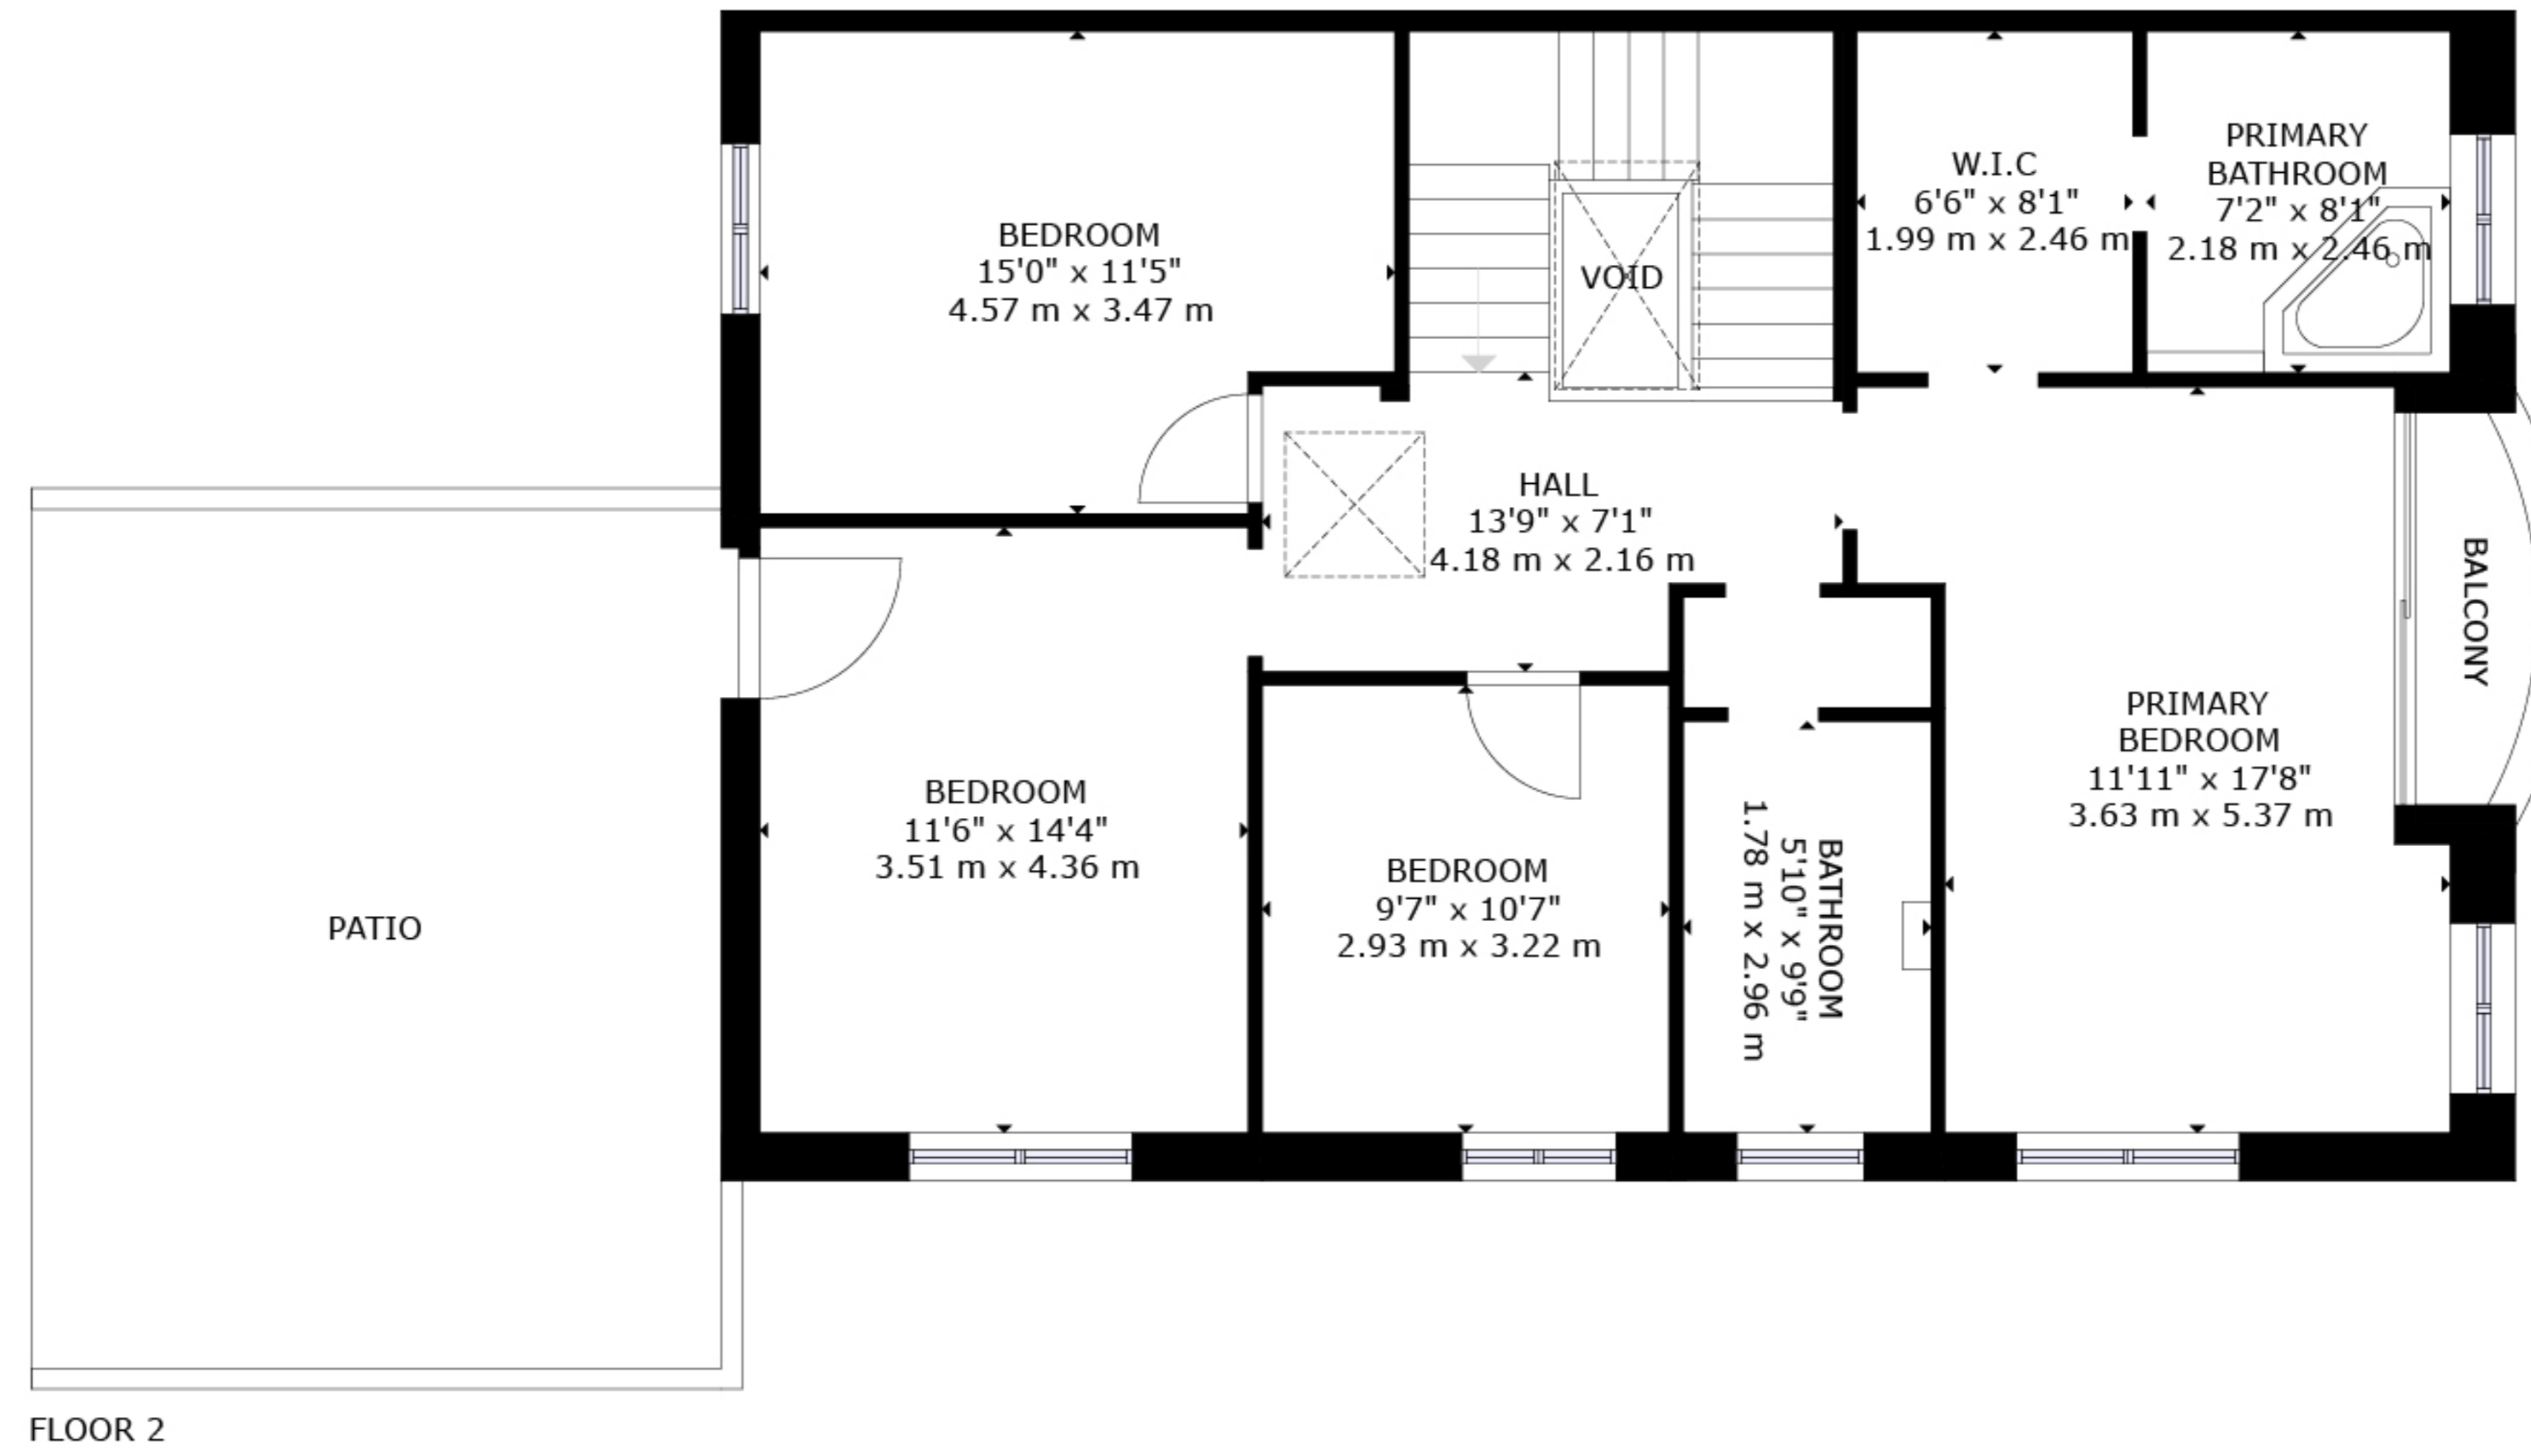 BEDROOM
15'0" x 11'5"
4.57 m x 3.47 m
VOID
W.I.C
6'6" x 8'1"
1.99 m x 2.46 m
PRIMARY
BATHROOM
7'2" x 8'1"
2.18 m x 2.46 m
HALL
13'9" x 7'1"
4.18 m x 2.16 m
BALCONY
PRIMARY
BEDROOM
11'11" x 17'8"
3.63 m x 5.37 m
BEDROOM
11'6" x 14'4"
3.51 m x 4.36 m
BEDROOM
9'7" x 10'7"
2.93 m x 3.22 m
BATHROOM
5'10" x 9'9"
1.78 m x 2.96 m
PATIO
FLOOR 2